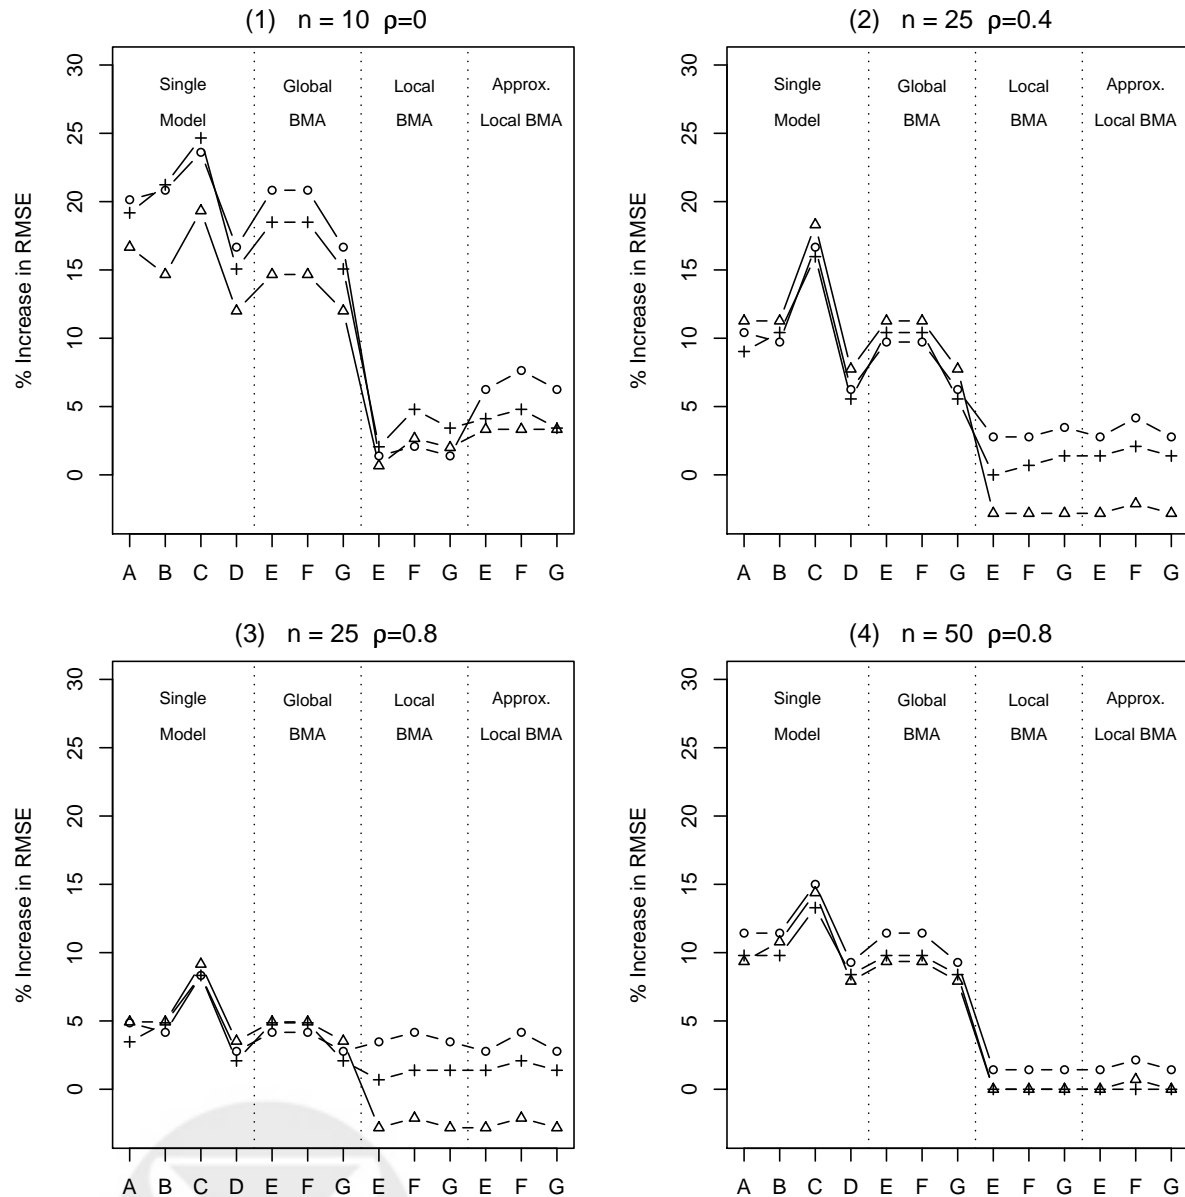 (1) n = 10 ρ=0
Single Global Local Approx.
Model BMA BMA Local BMA
% Increase in RMSE
30
25
20
15
10
5
0
A B C D E F G E F G E F G
(2) n = 25 ρ=0.4
Single Global Local Approx.
Model BMA BMA Local BMA
% Increase in RMSE
30
25
20
15
10
5
0
A B C D E F G E F G E F G
(3) n = 25 ρ=0.8
Single Global Local Approx.
Model BMA BMA Local BMA
% Increase in RMSE
30
25
20
15
10
5
0
A B C D E F G E F G E F G
(4) n = 50 ρ=0.8
Single Global Local Approx.
Model BMA BMA Local BMA
% Increase in RMSE
30
25
20
15
10
5
0
A B C D E F G E F G E F G